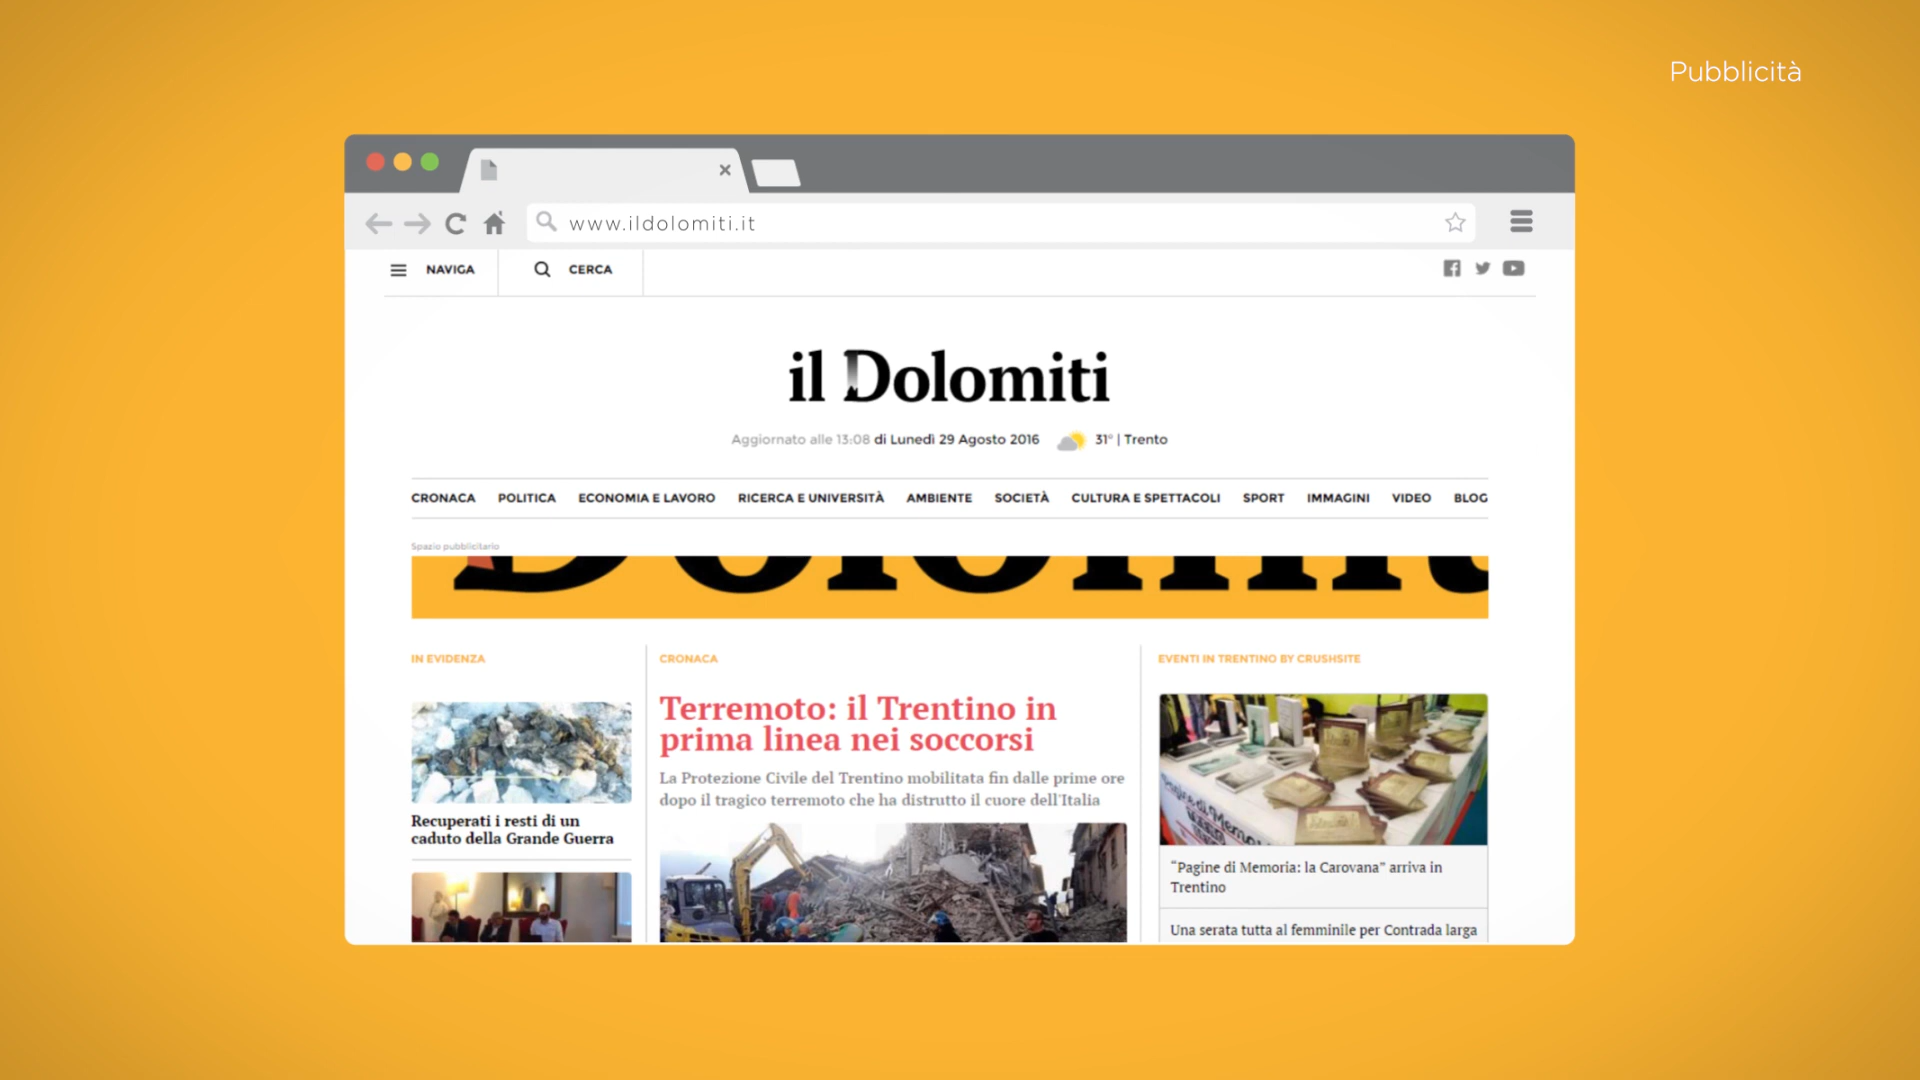 Pubblicità
www.ildolomiti.it
NAVIGA
CERCA
il Dolomiti
Aggiornato alle 13:08 di Lunedì 29 Agosto 2016 31° | Trento
CRONACA POLITICA ECONOMIA E LAVORO RICERCA E UNIVERSITÀ AMBIENTE SOCIETÀ CULTURA E SPETTACOLI SPORT IMMAGINI VIDEO BLOG
Spazio pubblicitario
Dolomiti
IN EVIDENZA
Recuperati i resti di un
caduto della Grande Guerra
CRONACA
Terremoto: il Trentino in
prima linea nei soccorsi
La Protezione Civile del Trentino mobilitata fin dalle prime ore
dopo il tragico terremoto che ha distrutto il cuore dell'Italia
EVENTI IN TRENTINO BY CRUSHSITE
Pagine di Memoria
“Pagine di Memoria: la Carovana” arriva in
Trentino
Una serata tutta al femminile per Contrada larga